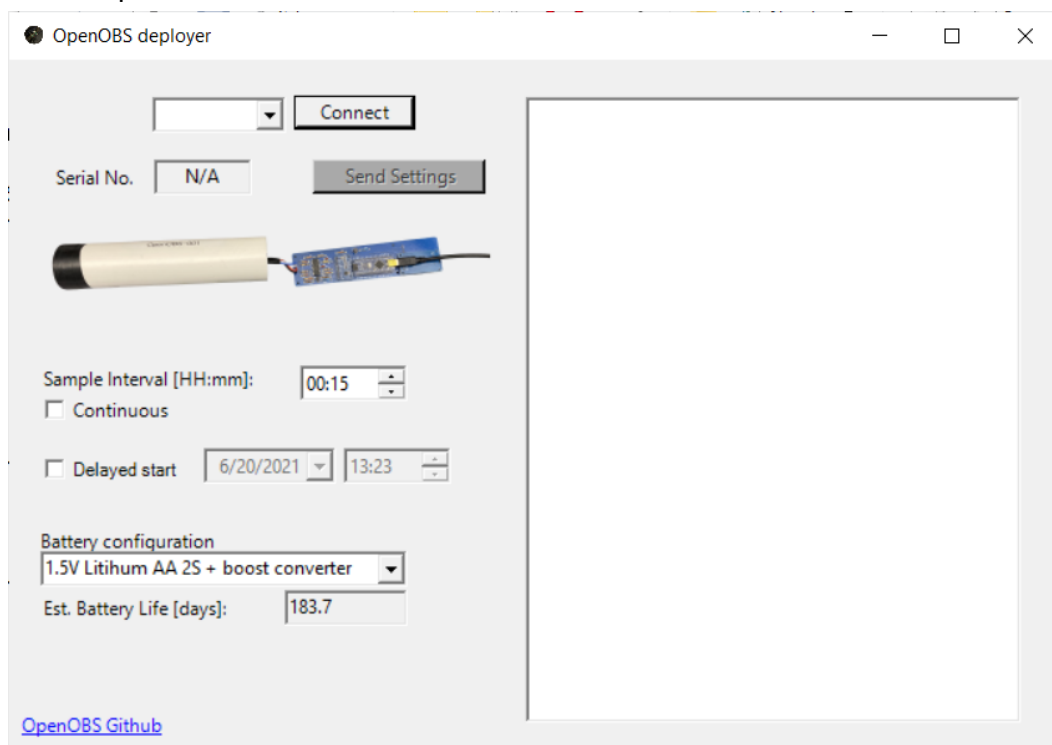 OpenOBS deployer
Connect
Serial No. N/A Send Settings
Sample Interval [HH:mm]: 00:15
Continuous
Delayed start 6/20/2021 13:23
Battery configuration
1.5V Litihum AA 2S + boost converter
Est. Battery Life [days]: 183.7
OpenOBS Github